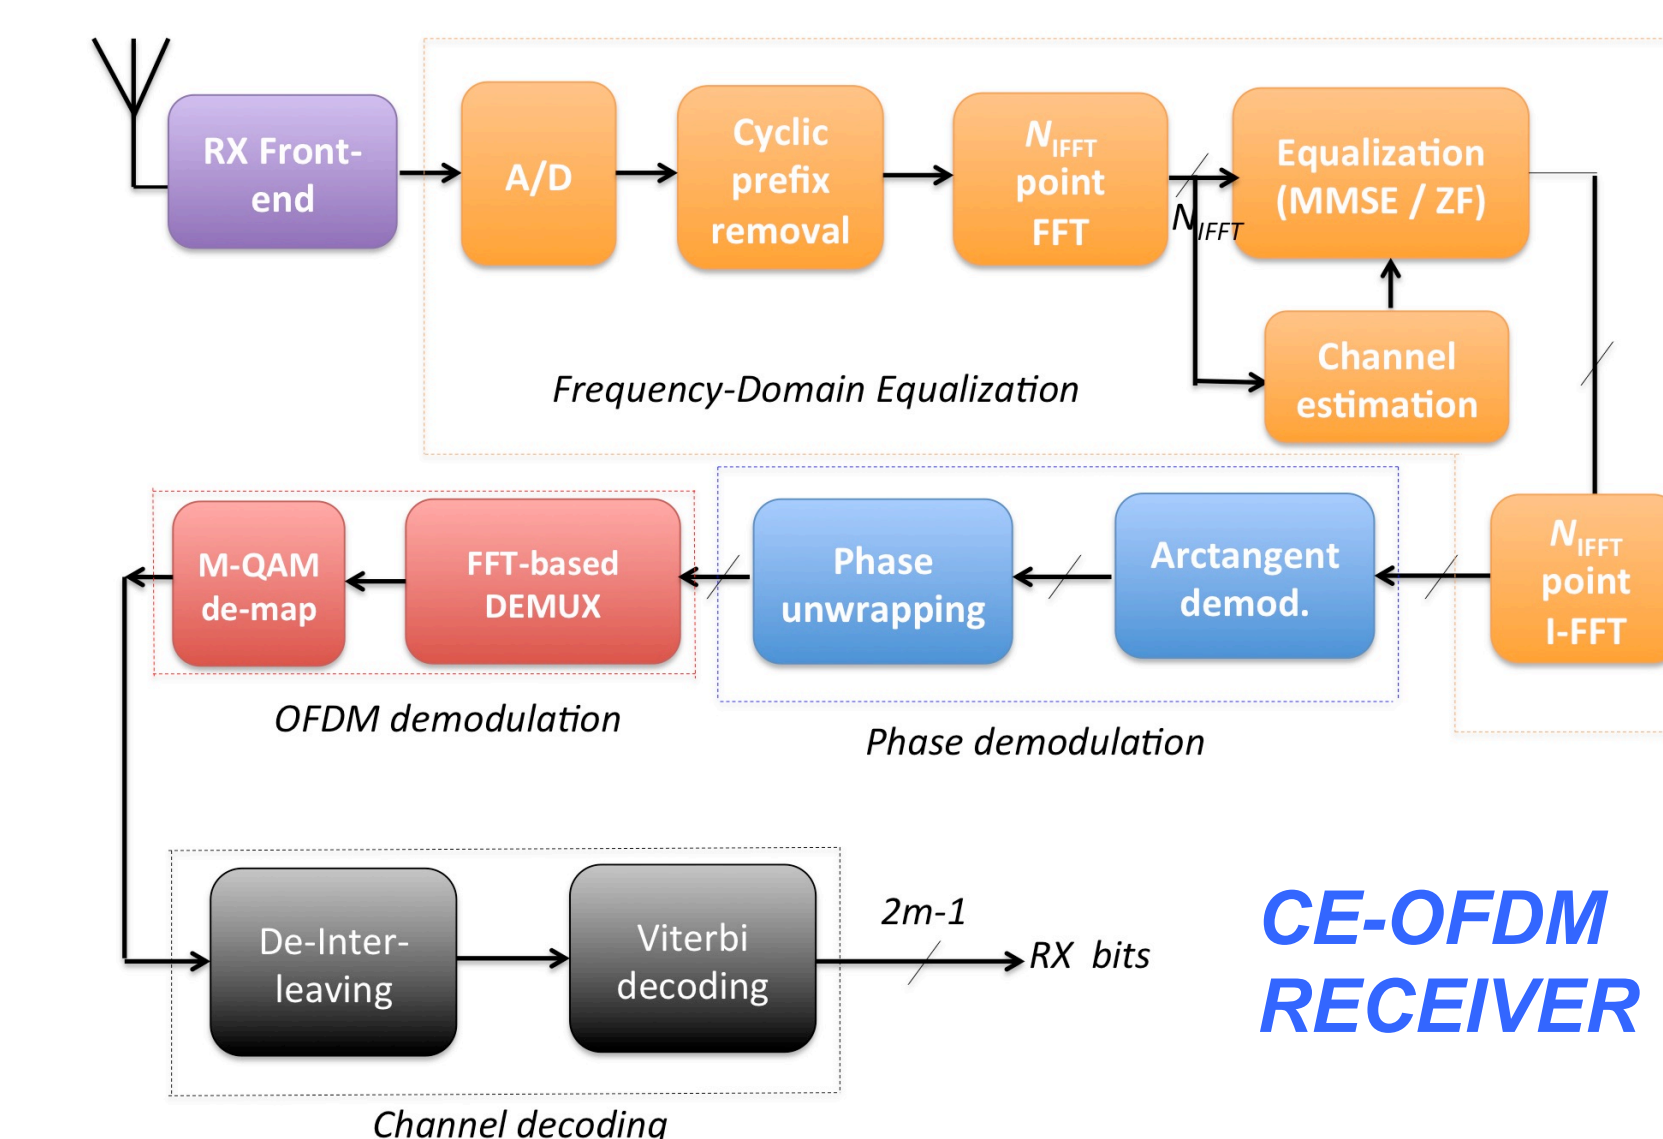 RX Front-
end
A/D
Cyclic
prefix
removal
NIFFT
point
FFT
NIFFT
Equalization
(MMSE / ZF)
Channel
estimation
Frequency-Domain Equalization
M-QAM
de-map
FFT-based
DEMUX
Phase
unwrapping
Arctangent
demod.
NIFFT
point
I-FFT
OFDM demodulation
Phase demodulation
De-Inter-
leaving
Viterbi
decoding
2m-1
RX bits
CE-OFDM
RECEIVER
Channel decoding